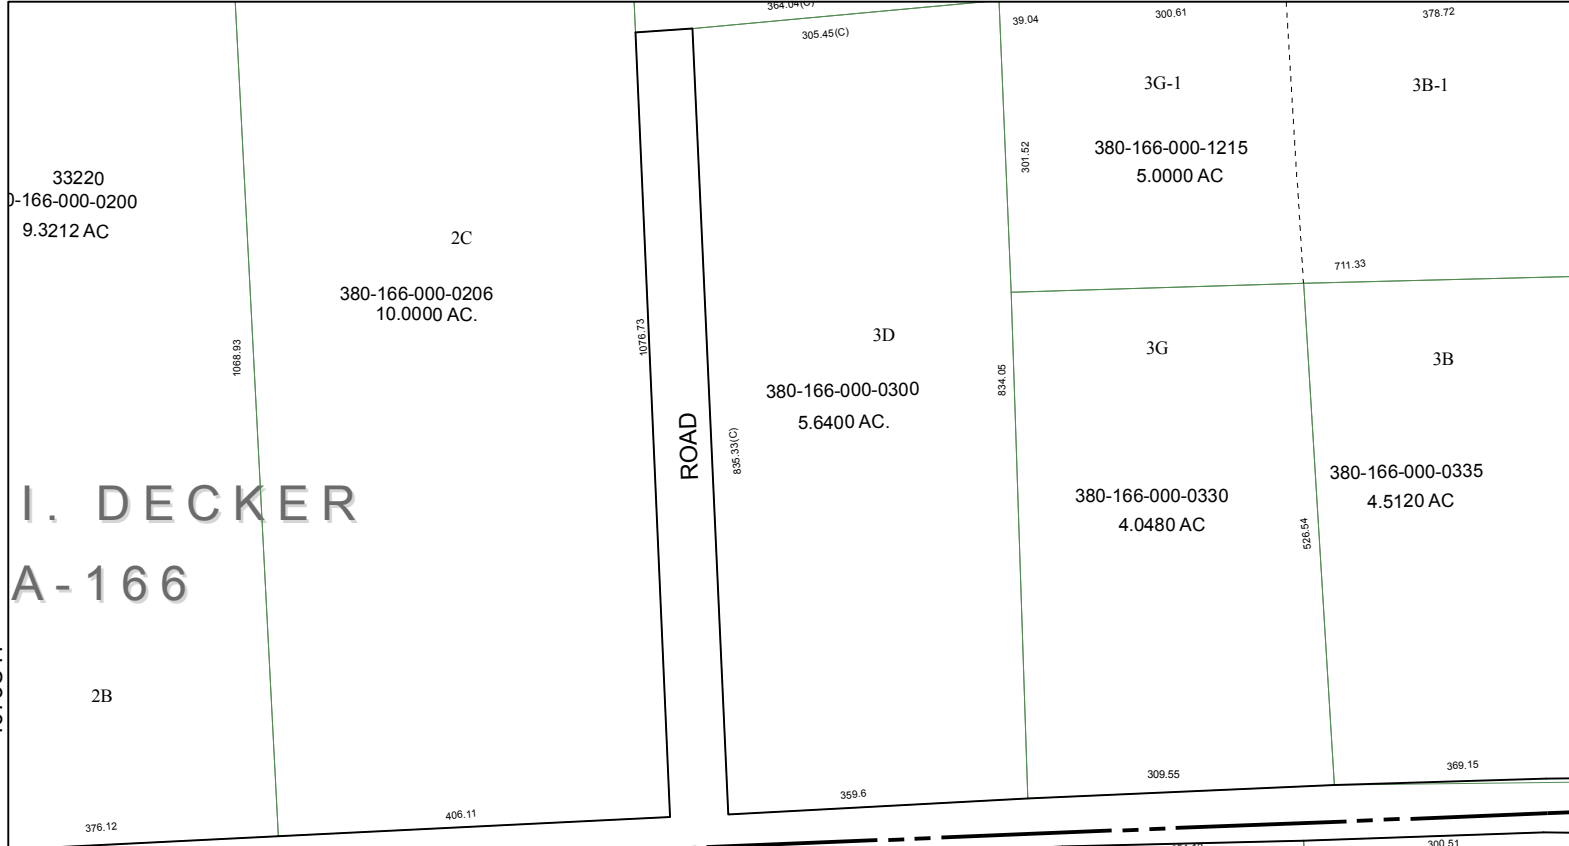 364.04(C)
305.45(C)
39.04
300.61
378.72
3G-1
3B-1
380-166-000-1215
5.0000 AC
301.52
33220
0-166-000-0200
9.3212 AC
2C
380-166-000-0206
10.0000 AC.
711.33
1068.93
1076.73
3D
380-166-000-0300
5.6400 AC.
834.05
3G
3B
ROAD
835.33(C)
380-166-000-0330
4.0480 AC
380-166-000-0335
4.5120 AC
526.54
I. DECKER
A-166
2B
376.12
406.11
359.6
309.55
369.15
300.51